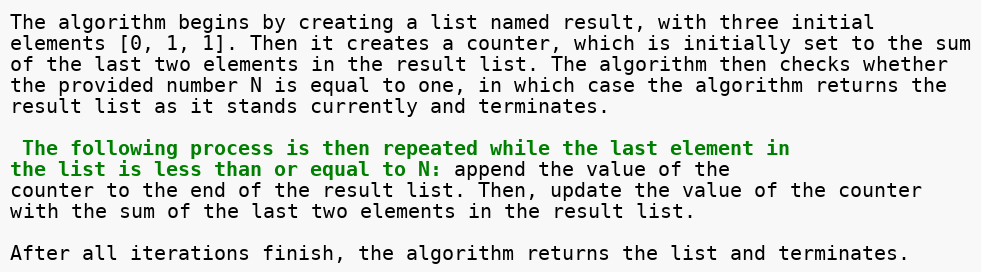 The algorithm begins by creating a list named result, with three initial
elements [0, 1, 1]. Then it creates a counter, which is initially set to the sum
of the last two elements in the result list. The algorithm then checks whether
the provided number N is equal to one, in which case the algorithm returns the
result list as it stands currently and terminates.
The following process is then repeated while the last element in
the list is less than or equal to N: append the value of the
counter to the end of the result list. Then, update the value of the counter
with the sum of the last two elements in the result list.
After all iterations finish, the algorithm returns the list and terminates.